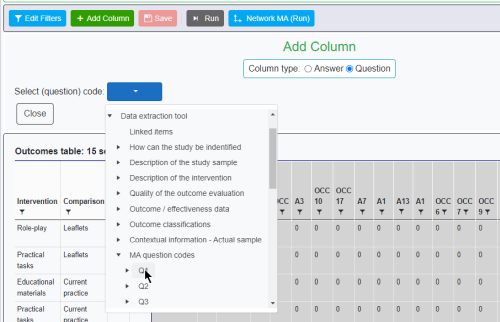 Edit Filters + Add Column Save Run Network MA (Run)
Add Column
Column type: Answer Question
Select (question) code:
Close
Data extraction tool
Linked items
How can the study be indentified
Description of the study sample
Description of the intervention
Quality of the outcome evaluation
Outcome / effectiveness data
Outcome classifications
Contextual information - Actual sample
MA question codes
Q1
Q2
Q3
Outcomes table: 15
Intervention Comparison A3 OCC 10 OCC 17 A7 A1 A13 A1 OCC 6 OCC 7 OCC 9
Role-play Leaflets 0 0 0 0 0 0 0 0 0 0
Practical tasks Leaflets 0 0 0 0 0 0 0 0 0 0
Educational materials Current practice 0 0 0 0 0 0 0 0 0 0
Practical tasks Current practice 0 0 0 0 0 0 0 0 0 0